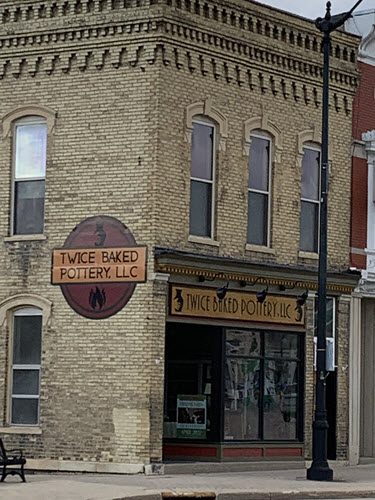 TWICE BAKED
POTTERY, LLC
TWICE BAKED POTTERY, LLC